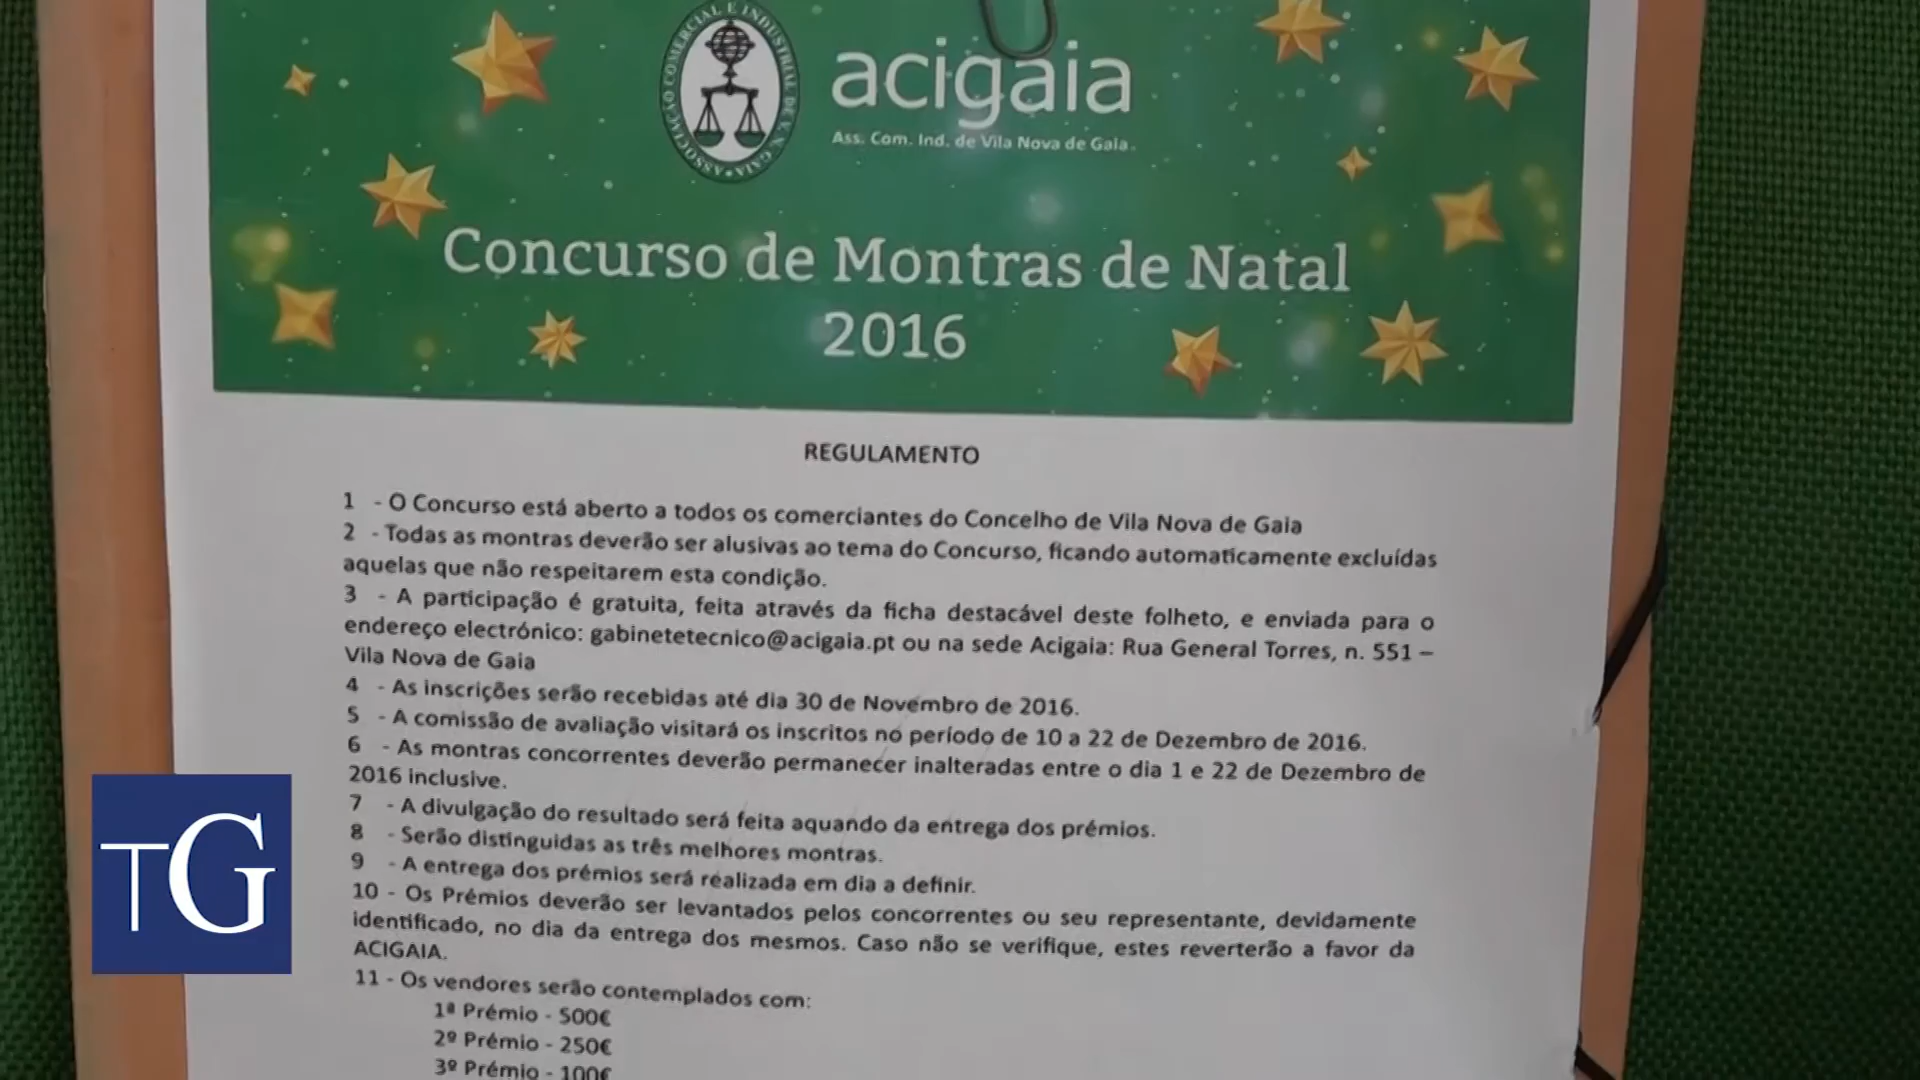 ASSOCIAÇÃO COMERCIAL E INDUSTRIAL DE V. N. GAIA
acigaia
Ass. Com. Ind. de Vila Nova de Gaia.
Concurso de Montras de Natal
2016
REGULAMENTO
1 - O Concurso está aberto a todos os comerciantes do Concelho de Vila Nova de Gaia
2 - Todas as montras deverão ser alusivas ao tema do Concurso, ficando automaticamente excluídas
aquelas que não respeitarem esta condição.
3 - A participação é gratuita, feita através da ficha destacável deste folheto, e enviada para o
endereço electrónico: gabinetetecnico@acigaia.pt ou na sede Acigaia: Rua General Torres, n. 551 –
Vila Nova de Gaia
4 - As inscrições serão recebidas até dia 30 de Novembro de 2016.
5 - A comissão de avaliação visitará os inscritos no período de 10 a 22 de Dezembro de 2016.
6 - As montras concorrentes deverão permanecer inalteradas entre o dia 1 e 22 de Dezembro de
2016 inclusive.
7 - A divulgação do resultado será feita aquando da entrega dos prémios.
8 - Serão distinguidas as três melhores montras.
9 - A entrega dos prémios será realizada em dia a definir.
10 - Os Prémios deverão ser levantados pelos concorrentes ou seu representante, devidamente
identificado, no dia da entrega dos mesmos. Caso não se verifique, estes reverterão a favor da
ACIGAIA.
11 - Os vendores serão contemplados com:
1ª Prémio - 500€
2º Prémio - 250€
3º Prémio - 100€
TG